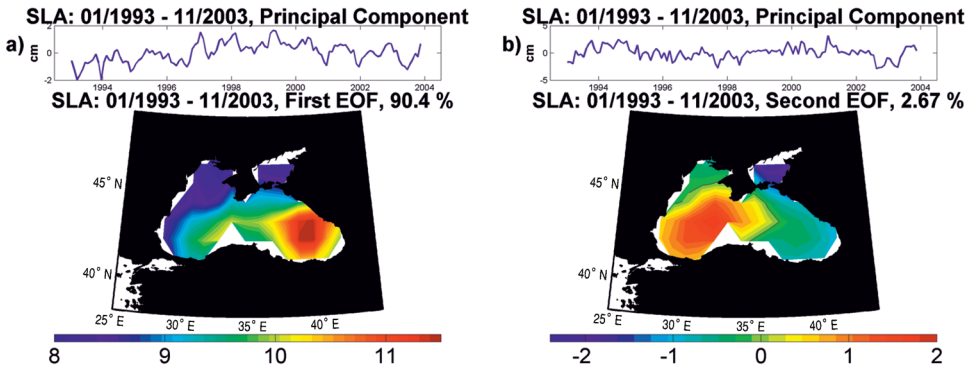 SLA: 01/1993 - 11/2003, Principal Component
a)
cm
2
0
-2
1994 1996 1998 2000 2002 2004
SLA: 01/1993 - 11/2003, First EOF, 90.4 %
45° N
40° N
25° E 30° E 35° E 40° E
8 9 10 11
SLA: 01/1993 - 11/2003, Principal Component
b)
cm
5
0
-5
1994 1996 1998 2000 2002 2004
SLA: 01/1993 - 11/2003, Second EOF, 2.67 %
45° N
40° N
25° E 30° E 35° E 40° E
-2 -1 0 1 2